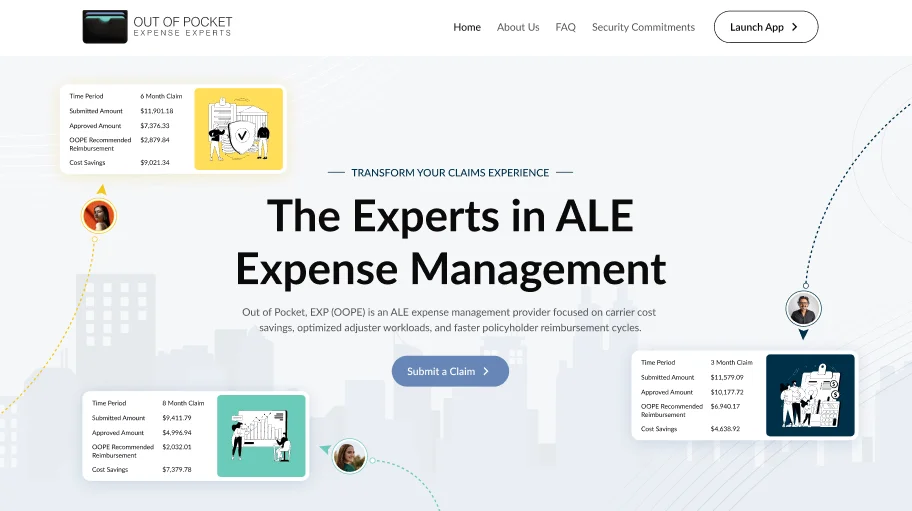 OUT OF POCKET
EXPENSE EXPERTS
Home About Us FAQ Security Commitments Launch App
Time Period 6 Month Claim
Submitted Amount $11,901.18
Approved Amount $7,376.33
OOPE Recommended $2,879.84
Reimbursement
Cost Savings $9,021.34
TRANSFORM YOUR CLAIMS EXPERIENCE
The Experts in ALE
Expense Management
Out of Pocket, EXP (OOPE) is an ALE expense management provider focused on carrier cost
savings, optimized adjuster workloads, and faster policyholder reimbursement cycles.
Submit a Claim
Time Period 3 Month Claim
Submitted Amount $11,579.09
Approved Amount $10,177.72
OOPE Recommended $6,940.17
Reimbursement
Cost Savings $4,638.92
Time Period 8 Month Claim
Submitted Amount $9,411.79
Approved Amount $4,996.94
OOPE Recommended $2,032.01
Reimbursement
Cost Savings $7,379.78